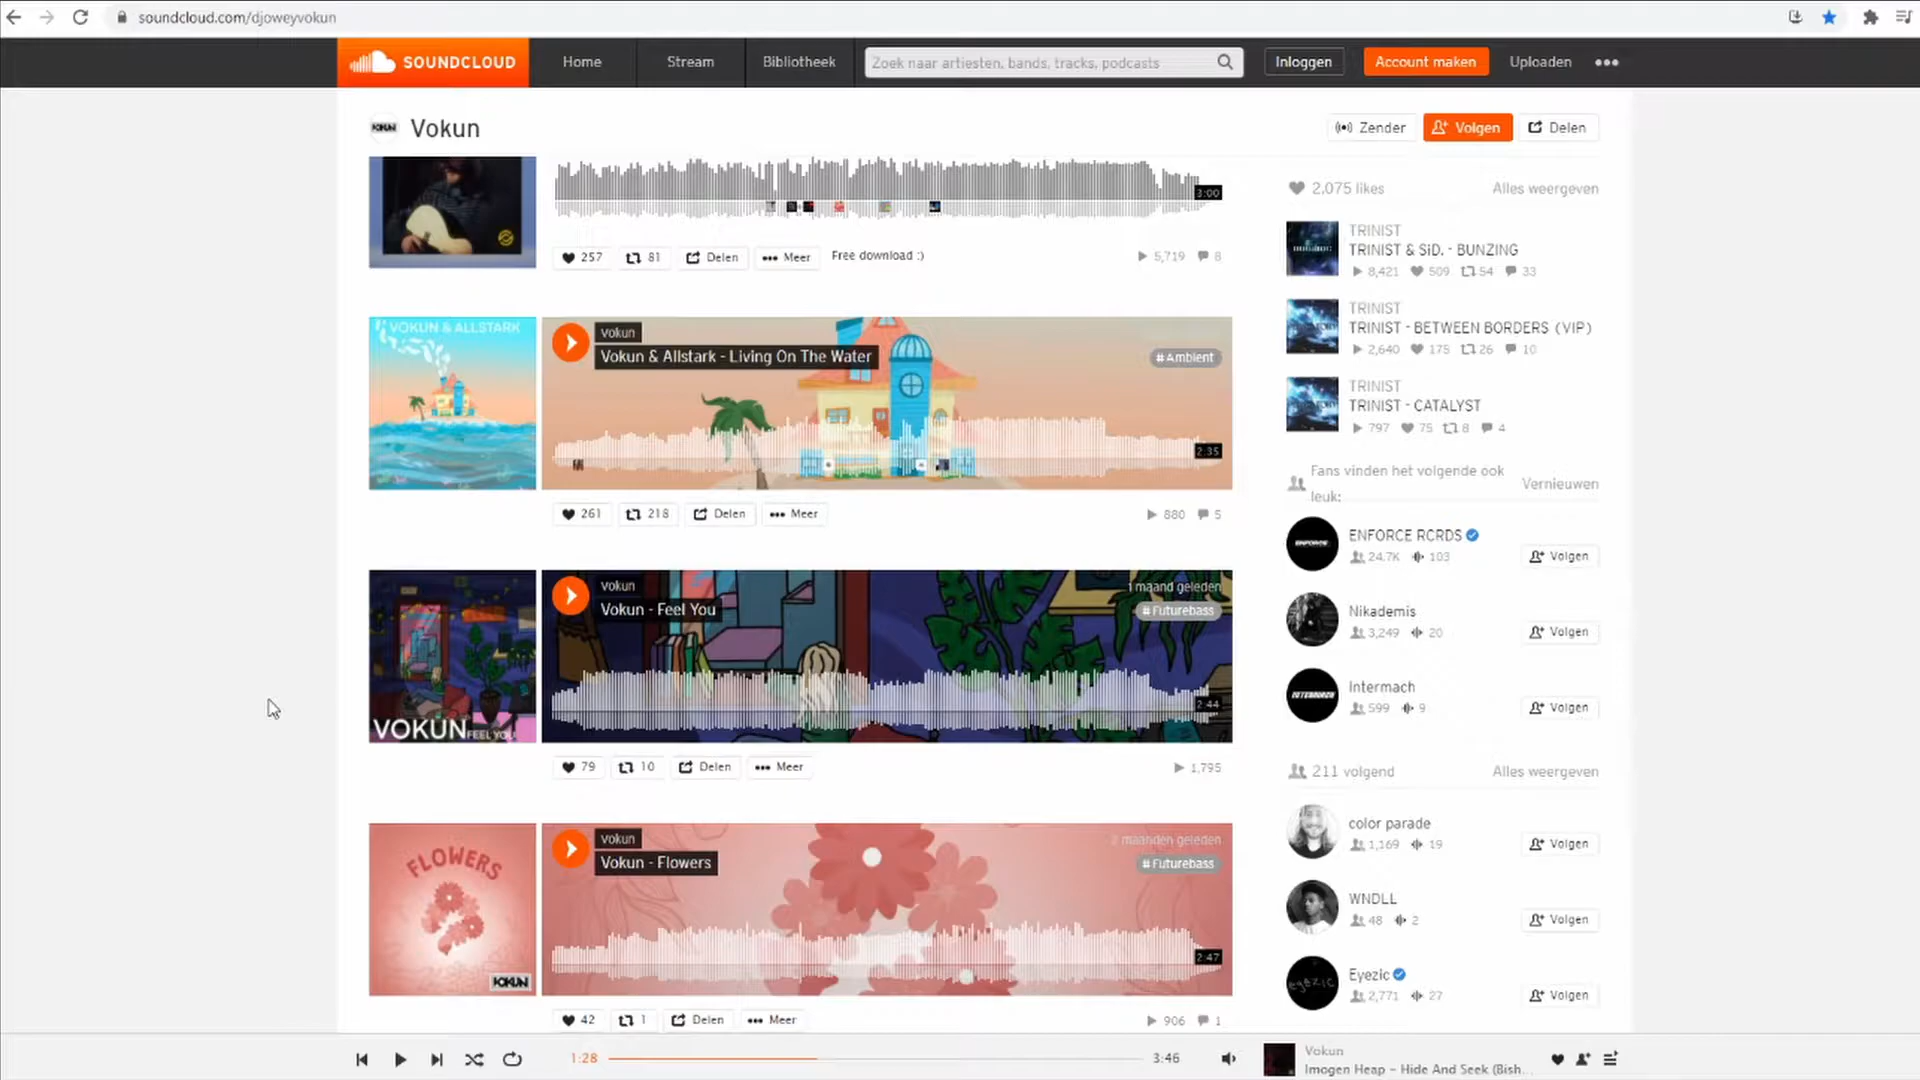 soundcloud.com/djoweyvokun
SOUNDCLOUD
Home
Stream
Bibliotheek
Zoek naar artiesten, bands, tracks, podcasts
Inloggen
Account maken
Uploaden
VOKUN
Vokun
Zender
Volgen
Delen
3:00
257
81
Delen
Meer
Free download :)
5,719
8
VOKUN & ALLSTARK
vokun
Vokun & Allstark - Living On The Water
# Ambient
2:35
261
218
Delen
Meer
880
5
VOKUN FEEL YOU
vokun
Vokun - Feel You
1 maand geleden
# Futurebass
2:44
79
10
Delen
Meer
1,795
FLOWERS
VOKUN
vokun
Vokun - Flowers
2 maanden geleden
# Futurebass
2:47
42
1
Delen
Meer
906
1
2,075 likes
Alles weergeven
TRINIST
TRINIST & SiD. - BUNZING
8,421
509
54
33
TRINIST
TRINIST - BETWEEN BORDERS (VIP)
2,640
175
26
10
TRINIST
TRINIST - CATALYST
797
75
8
4
Fans vinden het volgende ook
leuk:
Vernieuwen
ENFORCE
ENFORCE RCRDS
24.7K
103
Volgen
Nikademis
3,249
20
Volgen
INTERMACH
Intermach
599
9
Volgen
211 volgend
Alles weergeven
color parade
1,169
19
Volgen
WNDLL
48
2
Volgen
eyezic
Eyezic
2,771
27
Volgen
1:28
3:46
Vokun
Imogen Heap - Hide And Seek (Bish...